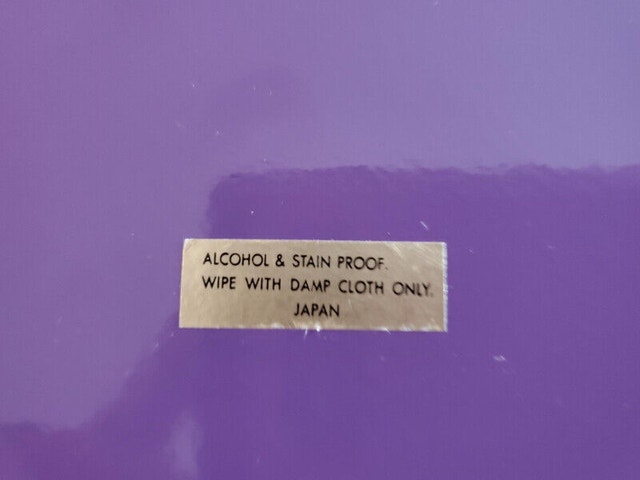 ALCOHOL & STAIN PROOF.
WIPE WITH DAMP CLOTH ONLY.
JAPAN